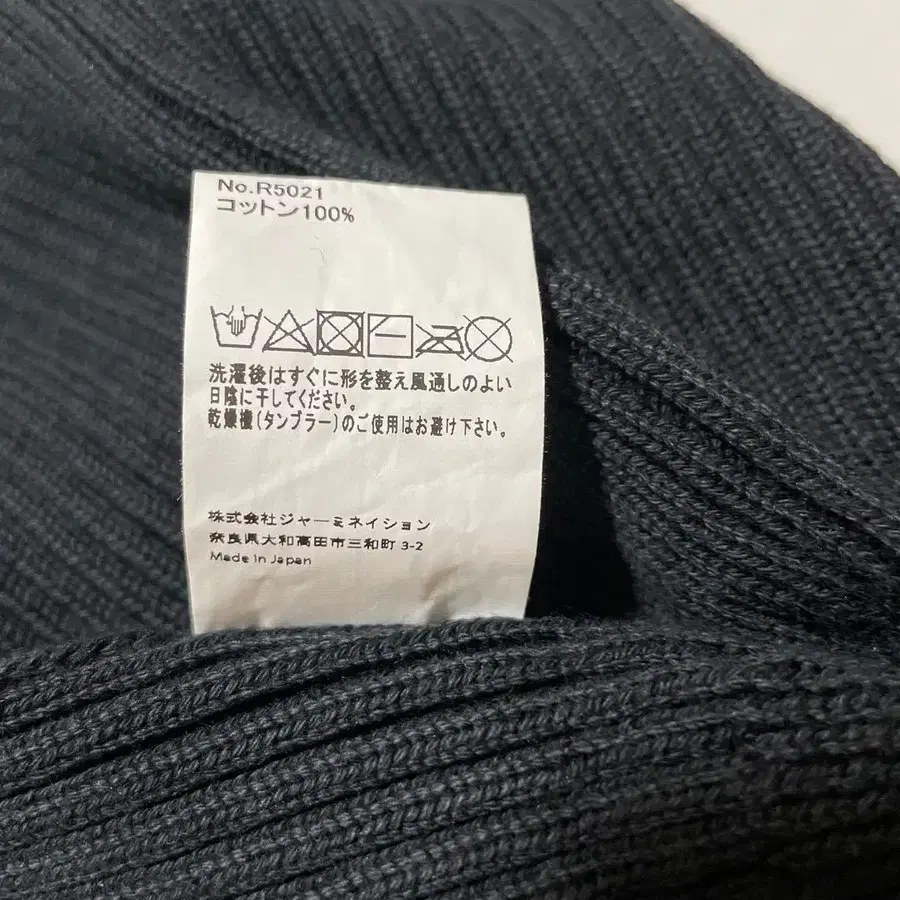 No.R5021
コットン100%
洗濯後はすぐに形を整え風通しのよい
日陰に干してください。
乾燥機(タンブラー)のご使用はお避け下さい。
株式会社ジャーミネイション
奈良県大和高田市三和町 3-2
Made in Japan